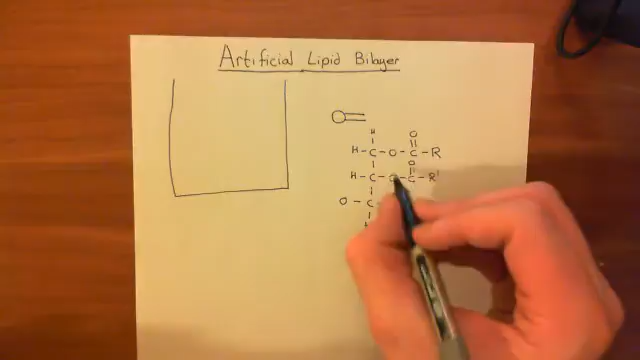 Artificial Lipid Bilayer
H O
H-C-O-C-R
O
H-C-O-C-R'
O-C
H